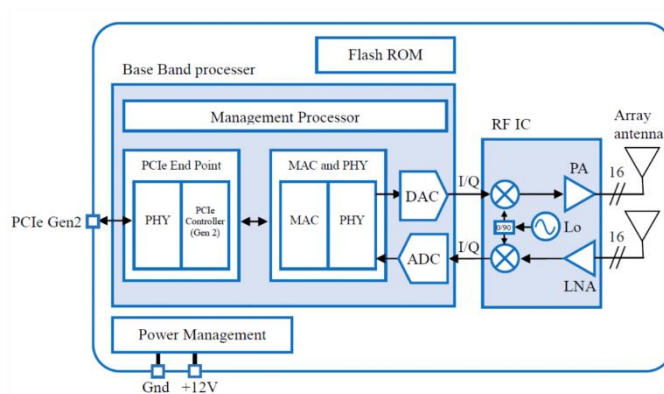 Flash ROM
Base Band processer
Management Processor
RF IC
Array
antenna
PCIe End Point
MAC and PHY
PHY
PCIe
Controller
(Gen 2)
MAC
PHY
DAC
ADC
I/Q
I/Q
PA
16
0/90
Lo
16
LNA
PCIe Gen2
Power Management
Gnd
+12V